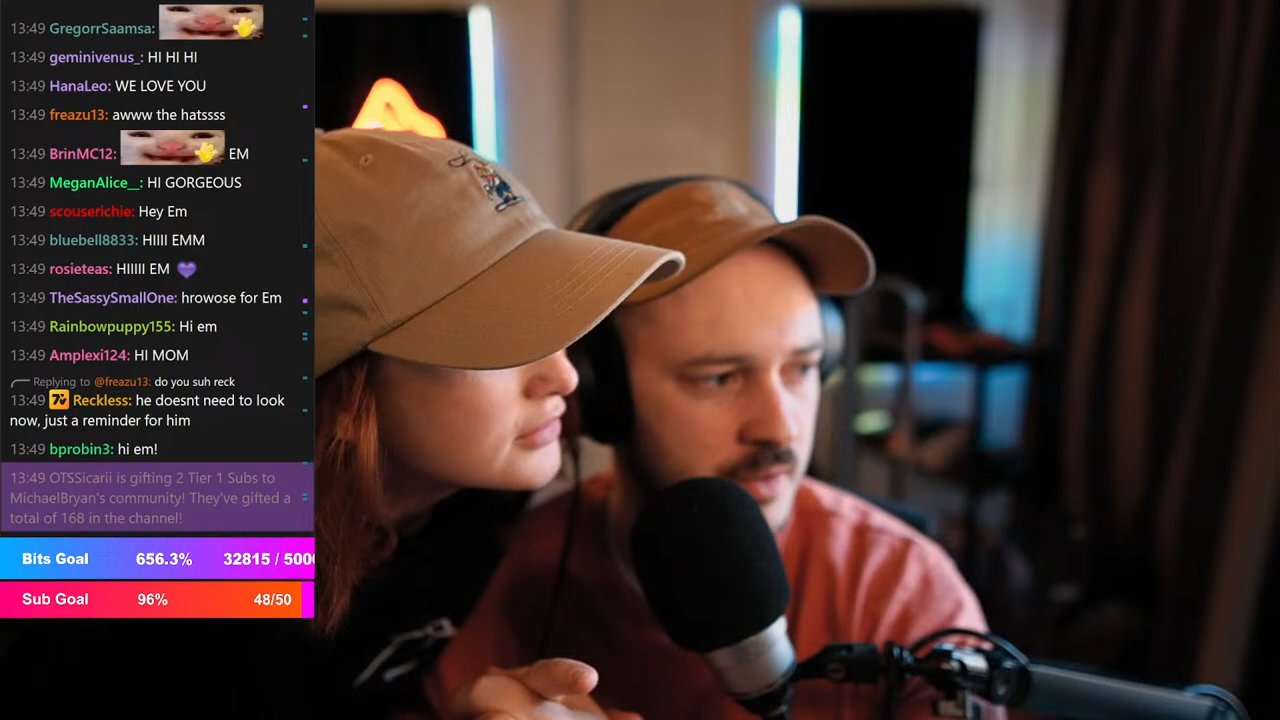 13:49 GregorrSaamsa:
13:49 geminivenus_: HI HI HI
13:49 HanaLeo: WE LOVE YOU
13:49 freazu13: awww the hatssss
13:49 BrinMC12: EM
13:49 MeganAlice__: HI GORGEOUS
13:49 scouserichie: Hey Em
13:49 bluebell8833: HIIII EMM
13:49 rosieteas: HIIIII EM 💜
13:49 TheSassySmallOne: hrowose for Em
13:49 Rainbowpuppy155: Hi em
13:49 Amplexi124: HI MOM
Replying to @freazu13: do you suh reck
13:49 Reckless: he doesnt need to look
now, just a reminder for him
13:49 bprobin3: hi em!
13:49 OTSSicarii is gifting 2 Tier 1 Subs to
MichaelBryan's community! They've gifted a
total of 168 in the channel!
Bits Goal 656.3% 32815 / 5000
Sub Goal 96% 48/50